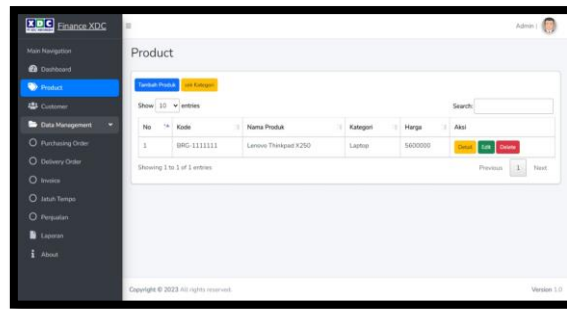 XDC Finance XDC
Admin |
Main Navigation
Dashboard
Product
Customer
Data Management
Purchasing Order
Delivery Order
Invoice
Jatuh Tempo
Penjualan
Laporan
About
Product
Tambah Produk
Kategori
Show 10 entries
Search:
No Kode Nama Produk Kategori Harga Aksi
1 BRG-1111111 Lenovo Thinkpad X250 Laptop 5600000 Detail Edit Delete
Showing 1 to 1 of 1 entries
Previous 1 Next
Copyright © 2023 All rights reserved.
Version 1.0